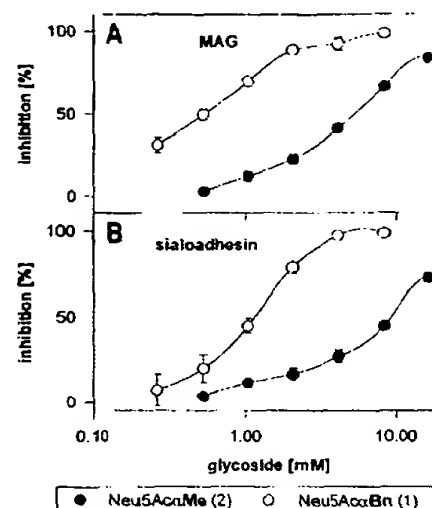 A
MAG
100
50
0
inhibition [%]
B
sialoadhesin
100
50
0
inhibition [%]
0.10 1.00 10.00
glycoside [mM]
● Neu5AcαMe (2) ○ Neu5AcαBn (1)